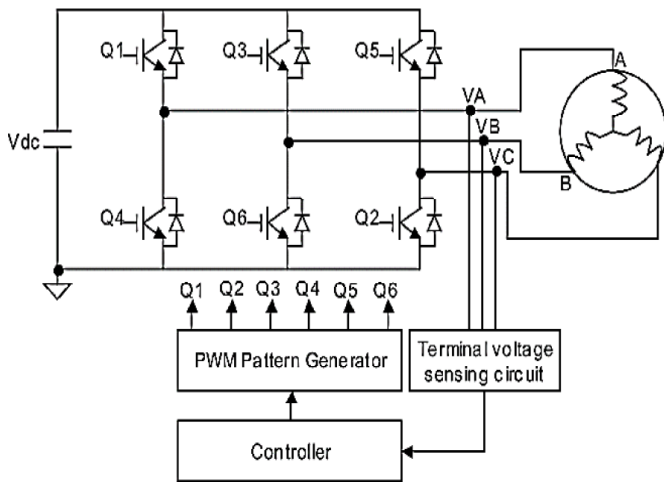 Q1
Q3
Q5
A
VA
VB
Vdc
VC
B
Q4
Q6
Q2
Q1 Q2 Q3 Q4 Q5 Q6
PWM Pattern Generator
Terminal voltage
sensing circuit
Controller